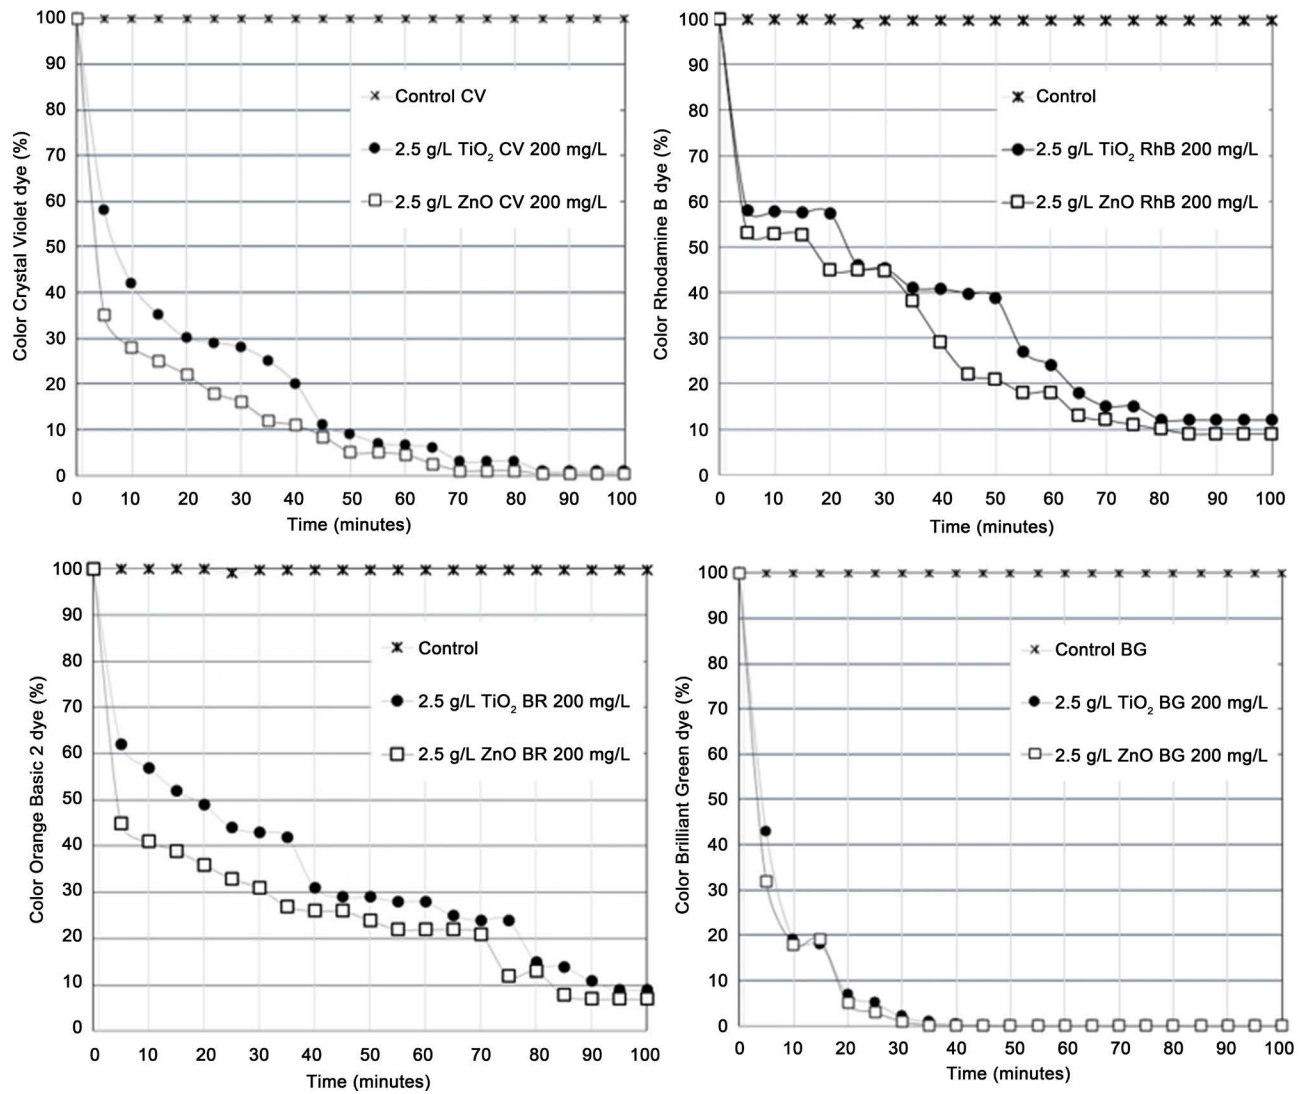 Color Crystal Violet dye (%)
100
90
80
70
60
50
40
30
20
10
0
Control CV
2.5 g/L TiO₂ CV 200 mg/L
2.5 g/L ZnO CV 200 mg/L
0 10 20 30 40 50 60 70 80 90 100
Time (minutes)
Color Rhodamine B dye (%)
100
90
80
70
60
50
40
30
20
10
0
Control
2.5 g/L TiO₂ RhB 200 mg/L
2.5 g/L ZnO RhB 200 mg/L
0 10 20 30 40 50 60 70 80 90 100
Time (minutes)
Color Orange Basic 2 dye (%)
100
90
80
70
60
50
40
30
20
10
0
Control
2.5 g/L TiO₂ BR 200 mg/L
2.5 g/L ZnO BR 200 mg/L
0 10 20 30 40 50 60 70 80 90 100
Time (minutes)
Color Brilliant Green dye (%)
100
90
80
70
60
50
40
30
20
10
0
Control BG
2.5 g/L TiO₂ BG 200 mg/L
2.5 g/L ZnO BG 200 mg/L
0 10 20 30 40 50 60 70 80 90 100
Time (minutes)